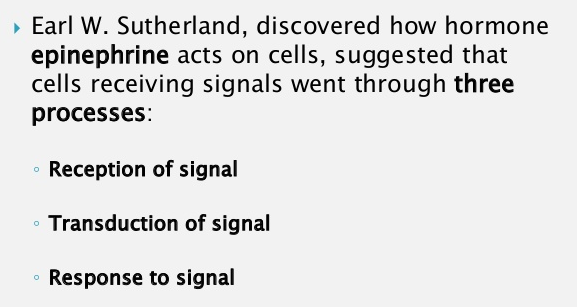 Earl W. Sutherland, discovered how hormone
epinephrine acts on cells, suggested that
cells receiving signals went through three
processes:
Reception of signal
Transduction of signal
Response to signal